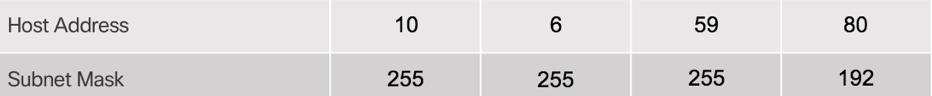 Host Address 10 6 59 80
Subnet Mask 255 255 255 192